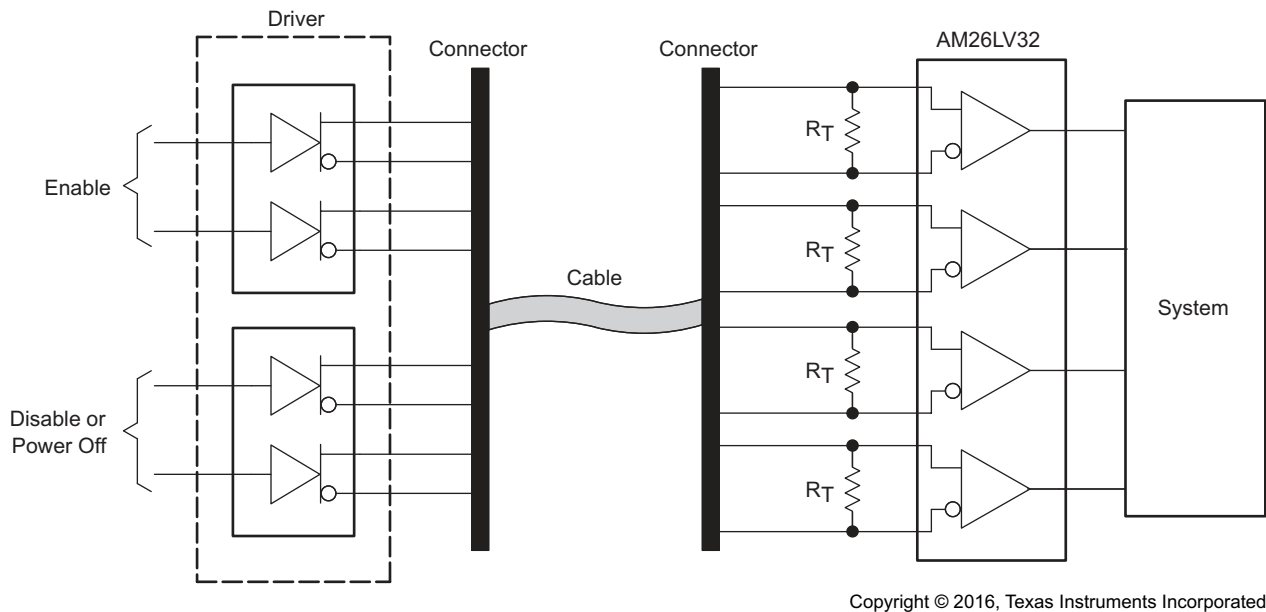 Driver
Connector
Connector
AM26LV32
Enable
Cable
System
Disable or
Power Off
RT
RT
RT
RT
Copyright © 2016, Texas Instruments Incorporated